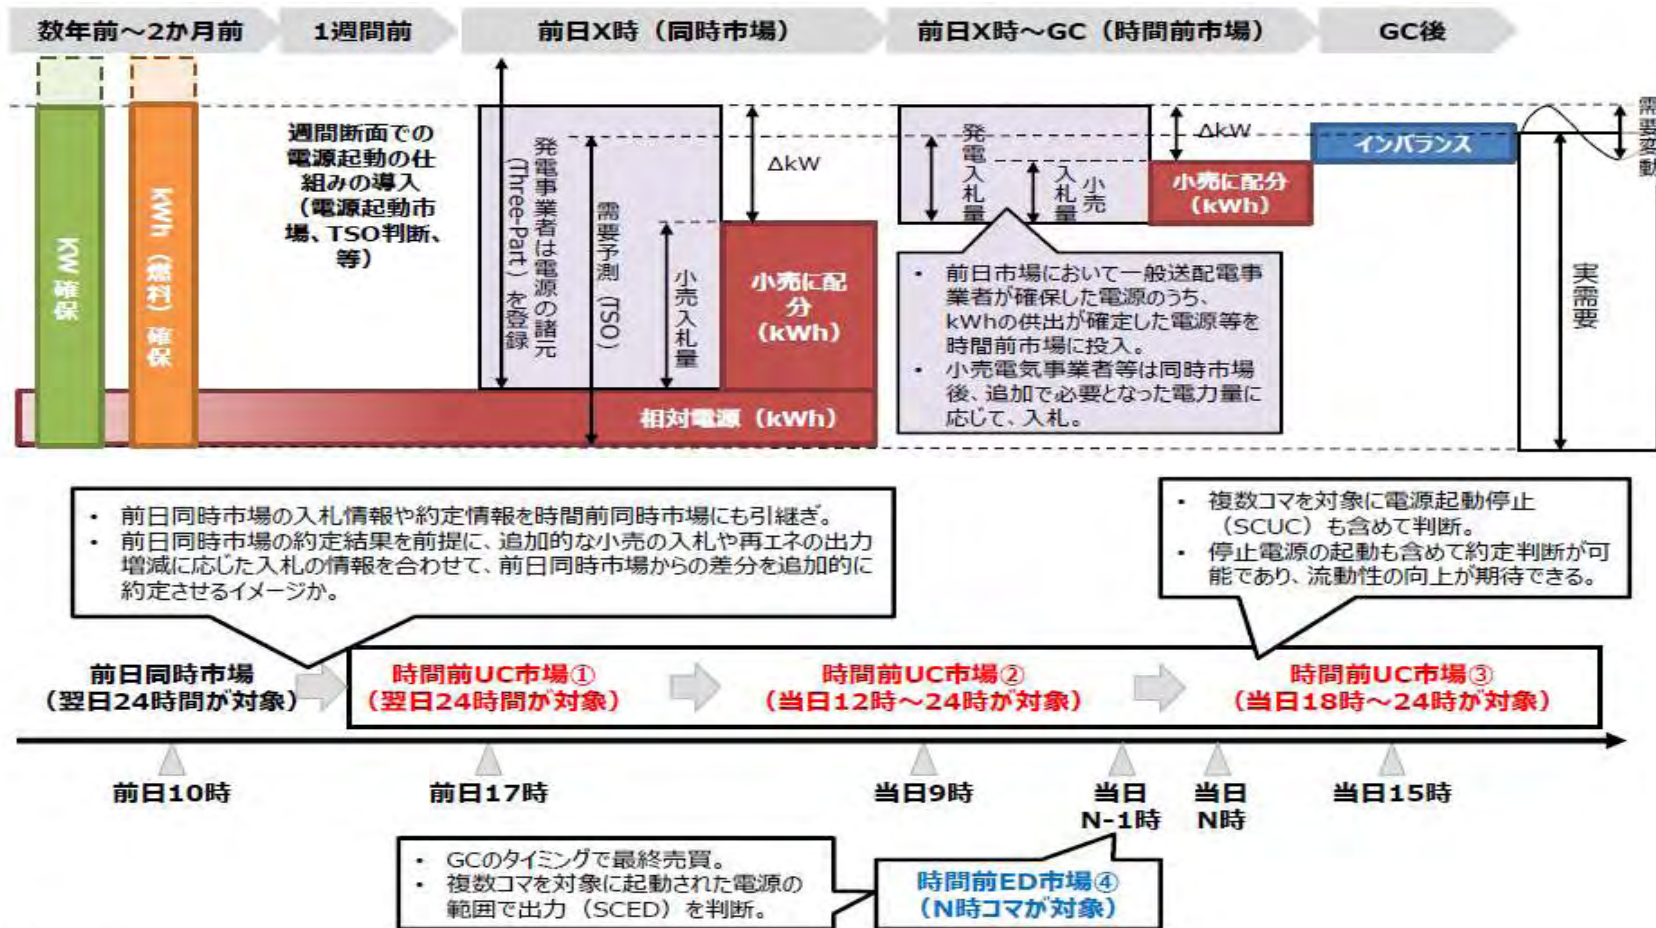 数年前～2か月前
1週間前
前日X時（同時市場）
前日X時～GC（時間前市場）
GC後
KW 確保
KWh（燃料）確保
週間断面での
電源起動の仕
組みの導入
（電源起動市
場、TSO判断、
等）
発電事業者は電源の諸元
（Three-Part）を登録
需要予測（TSO）
小売入札量
ΔkW
小売に配
分
（kWh）
相対電源（kWh）
発電入札量
小売
入札量
ΔkW
小売に配分
（kWh）
インバランス
需要変動
実需要
・ 前日市場において一般送配電事
業者が確保した電源のうち、
kWhの供出が確定した電源等を
時間前市場に投入。
・ 小売電気事業者等は同時市場
後、追加で必要となった電力量に
応じて、入札。
・ 前日同時市場の入札情報や約定情報を時間前同時市場にも引継ぎ。
・ 前日同時市場の約定結果を前提に、追加的な小売の入札や再エネの出力
増減に応じた入札の情報を合わせて、前日同時市場からの差分を追加的に
約定させるイメージか。
・ 複数コマを対象に電源起動停止
（SCUC）も含めて判断。
・ 停止電源の起動も含めて約定判断が可
能であり、流動性の向上が期待できる。
前日同時市場
（翌日24時間が対象）
時間前UC市場①
（翌日24時間が対象）
時間前UC市場②
（当日12時～24時が対象）
時間前UC市場③
（当日18時～24時が対象）
前日10時
前日17時
当日9時
当日
N-1時
当日
N時
当日15時
・ GCのタイミングで最終売買。
・ 複数コマを対象に起動された電源の
範囲で出力（SCED）を判断。
時間前ED市場④
（N時コマが対象）